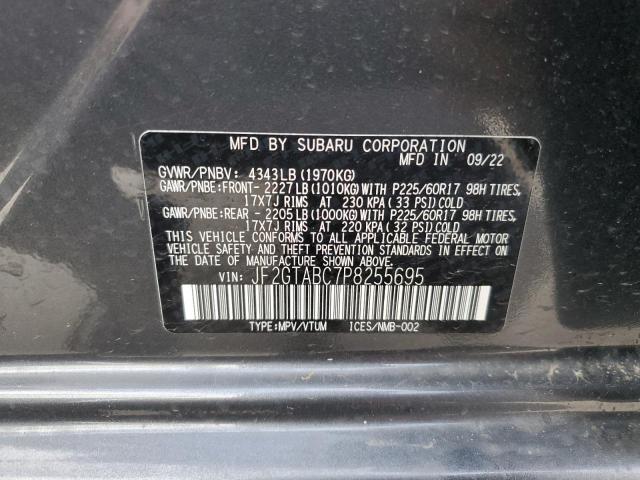 MFD BY SUBARU CORPORATION
MFD IN 09/22
GVWR/PNBV: 4343LB (1970KG)
GAWR/PNBE:FRONT- 2227LB(1010KG)WITH P225/60R17 98H TIRES,
17X7J RIMS AT 230 KPA (33 PSI)COLD
GAWR/PNBE:REAR - 2205LB(1000KG)WITH P225/60R17 98H TIRES,
17X7J RIMS AT 220 KPA(32 PSI)COLD
THIS VEHICLE CONFORMS TO ALL APPLICABLE FEDERAL MOTOR
VEHICLE SAFETY AND THEFT PREVENTION STANDARDS IN EFFECT ON
THE DATE OF MANUFACTURE SHOWN ABOVE.
VIN: JF2GTABC7P8255695
TYPE:MPV/VTUM ICES/NMB-002